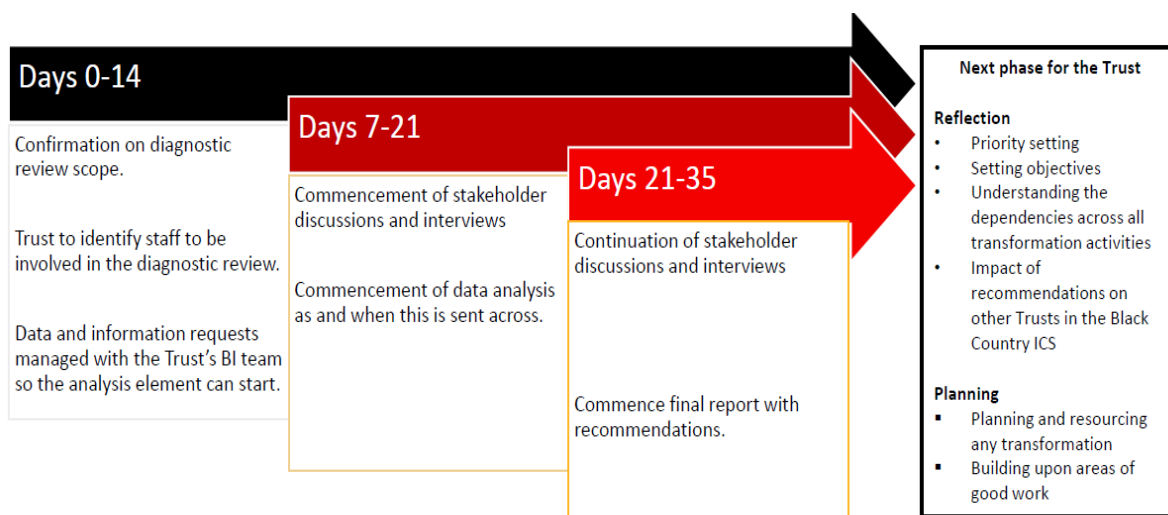 Days 0-14
Confirmation on diagnostic
review scope.
Trust to identify staff to be
involved in the diagnostic review.
Data and information requests
managed with the Trust's BI team
so the analysis element can start.
Days 7-21
Commencement of stakeholder
discussions and interviews
Commencement of data analysis
as and when this is sent across.
Days 21-35
Continuation of stakeholder
discussions and interviews
Commence final report with
recommendations.
Next phase for the Trust
Reflection
• Priority setting
• Setting objectives
• Understanding the
dependencies across all
transformation activities
• Impact of
recommendations on
other Trusts in the Black
Country ICS
Planning
▪ Planning and resourcing
any transformation
▪ Building upon areas of
good work